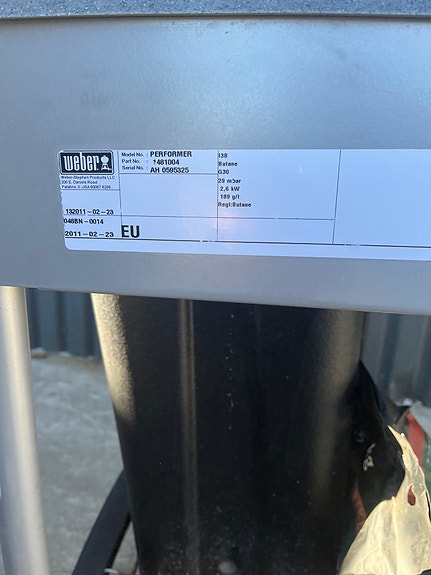 weber
Weber-Stephen Products LLC
200 E. Daniels Road
Palatine, IL USA 60067-6266
132011-02-23
048BN-0014
2011-02-23
Model No. : PERFORMER
Part No. : 1481004
Serial No. : AH 0595325
EU
I3B
Butane
G30
29 mbar
2,6 kW
189 g/h
Regl:Butane